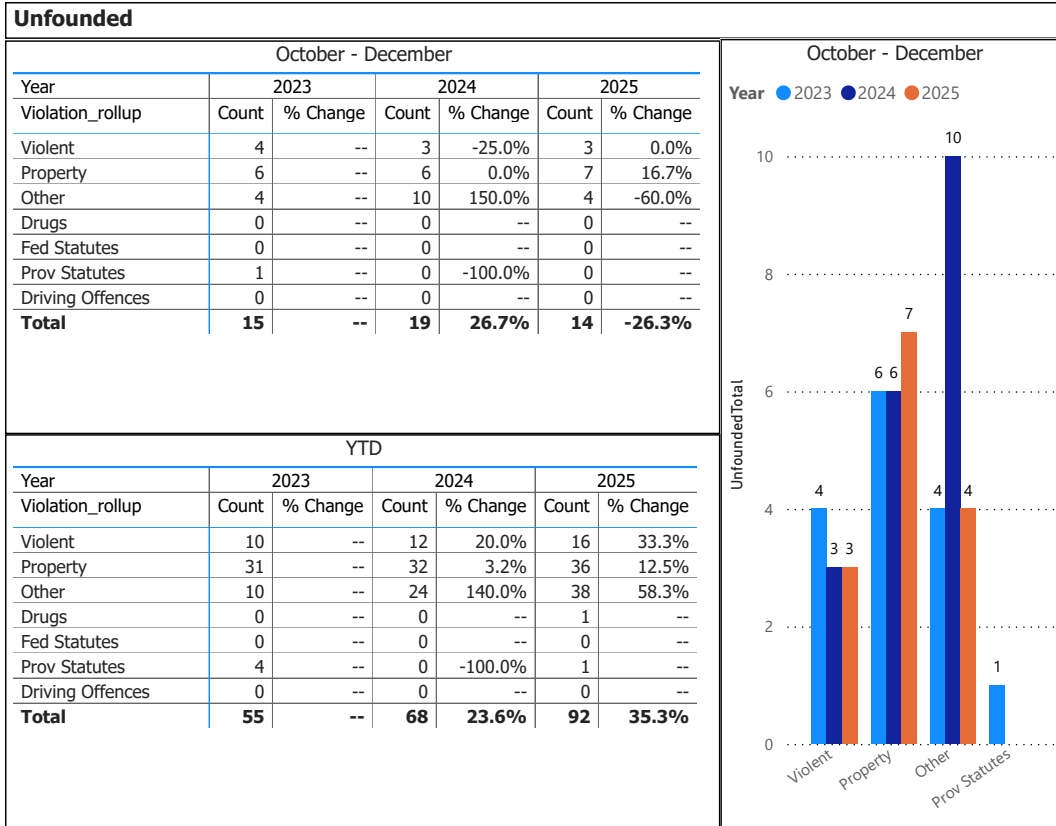 Unfounded
October - December
Year 2023 2024 2025
Violation_rollup Count % Change Count % Change Count % Change
Violent 4 -- 3 -25.0% 3 0.0%
Property 6 -- 6 0.0% 7 16.7%
Other 4 -- 10 150.0% 4 -60.0%
Drugs 0 -- 0 -- 0 --
Fed Statutes 0 -- 0 -- 0 --
Prov Statutes 1 -- 0 -100.0% 0 --
Driving Offences 0 -- 0 -- 0 --
Total 15 -- 19 26.7% 14 -26.3%
YTD
Year 2023 2024 2025
Violation_rollup Count % Change Count % Change Count % Change
Violent 10 -- 12 20.0% 16 33.3%
Property 31 -- 32 3.2% 36 12.5%
Other 10 -- 24 140.0% 38 58.3%
Drugs 0 -- 0 -- 1 --
Fed Statutes 0 -- 0 -- 0 --
Prov Statutes 4 -- 0 -100.0% 1 --
Driving Offences 0 -- 0 -- 0 --
Total 55 -- 68 23.6% 92 35.3%
October - December
Year 2023 2024 2025
UnfoundedTotal
10
8
6
4
2
0
4 3 3
6 6 7
4 10 4
1
Violent Property Other Prov Statutes